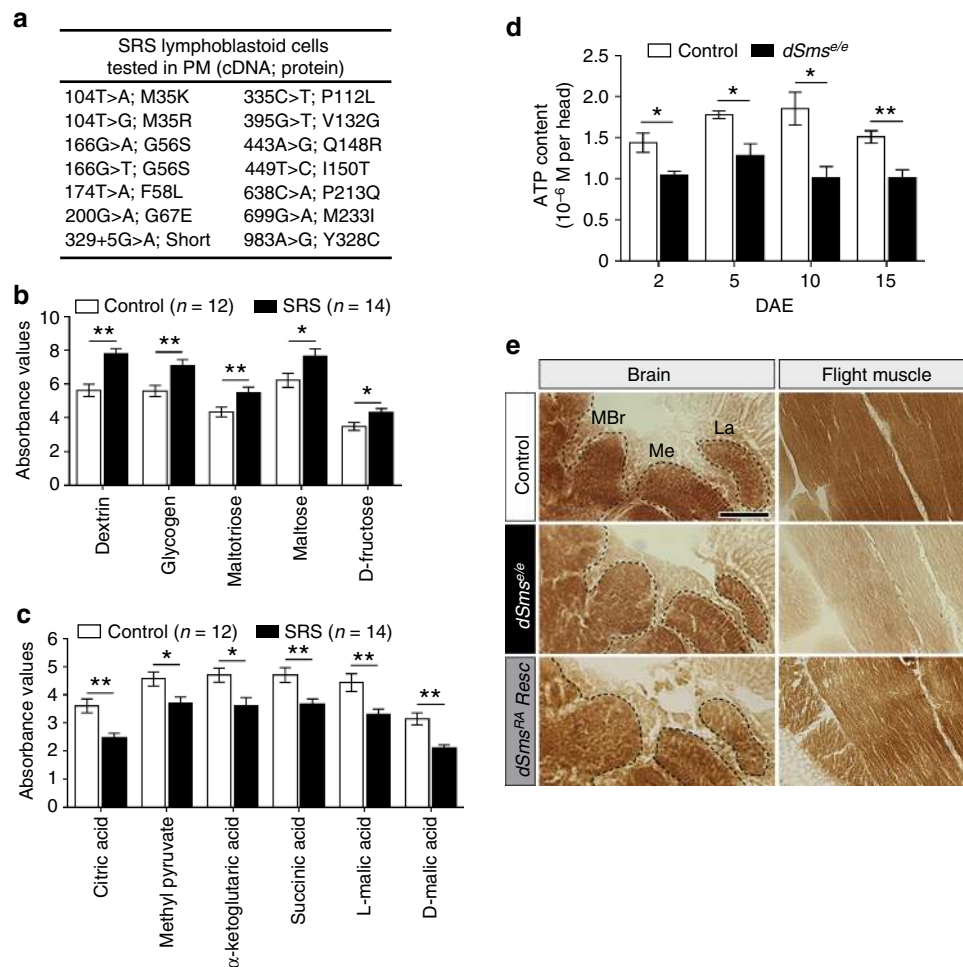 a
SRS lymphoblastoid cells
tested in PM (cDNA; protein)
104T>A; M35K 335C>T; P112L
104T>G; M35R 395G>T; V132G
166G>A; G56S 443A>G; Q148R
166G>T; G56S 449T>C; I150T
174T>A; F58L 638C>A; P213Q
200G>A; G67E 699G>A; M233I
329+5G>A; Short 983A>G; Y328C
b
Control (n = 12) SRS (n = 14)
Absorbance values
10
8
6
4
2
0
** ** ** * *
Dextrin
Glycogen
Maltotriose
Maltose
D-fructose
c
Control (n = 12) SRS (n = 14)
Absorbance values
6
5
4
3
2
1
0
** * * ** ** **
Citric acid
Methyl pyruvate
α-ketoglutaric acid
Succinic acid
L-malic acid
D-malic acid
d
Control dSms^e/e
ATP content
(10⁻⁶ M per head)
2.5
2.0
1.5
1.0
0.5
0
* * * **
2 5 10 15
DAE
e
Brain Flight muscle
Control
MBr
Me
La
dSms^e/e
dSms^RA Resc